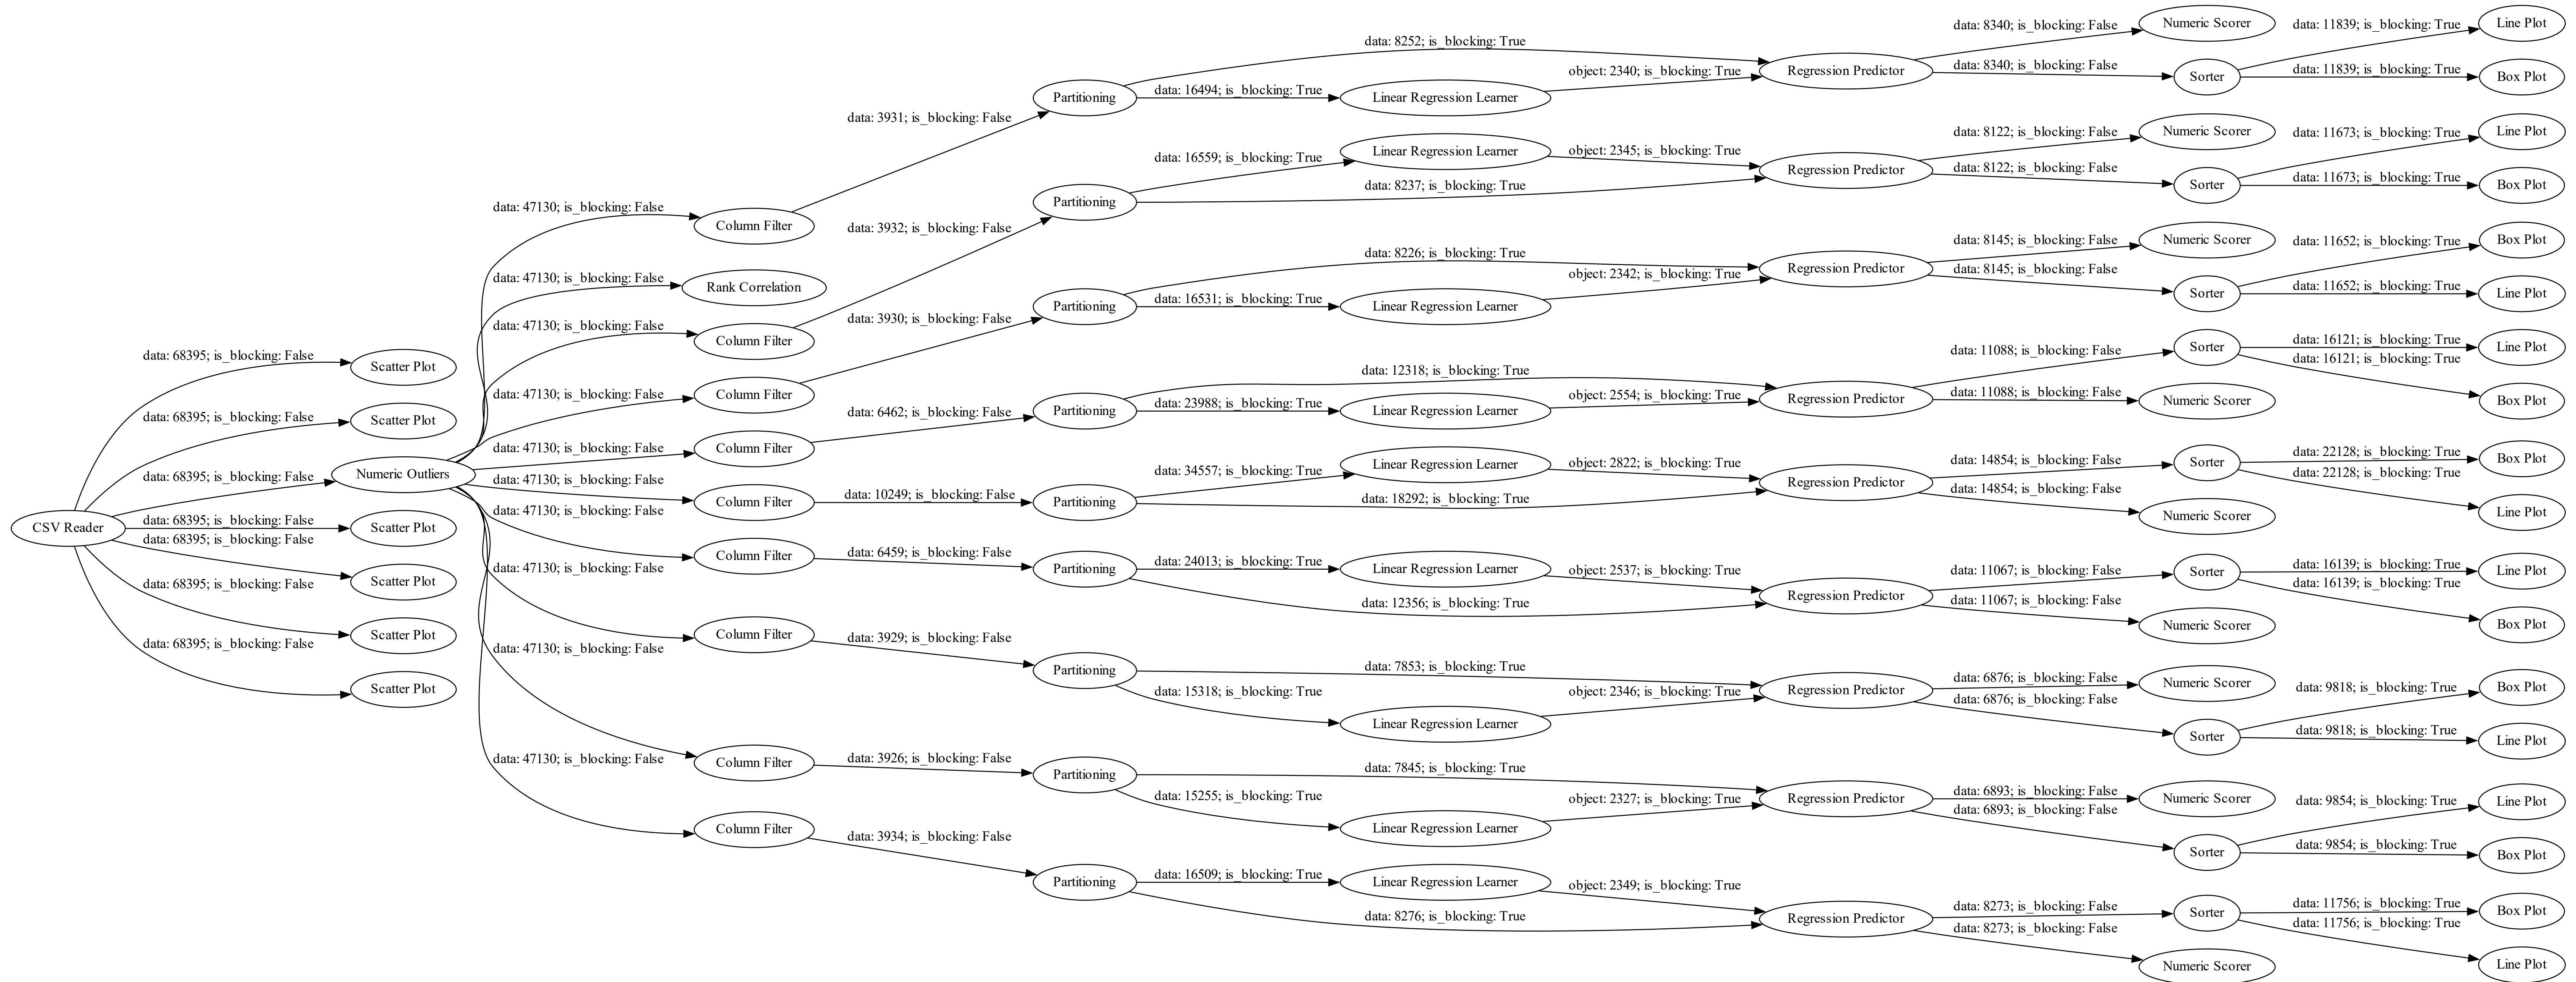 data: 8340; is_blocking: False
Numeric Scorer
data: 11839; is_blocking: True
Line Plot
data: 8252; is_blocking: True
Regression Predictor
data: 8340; is_blocking: False
Sorter
data: 11839; is_blocking: True
Box Plot
Partitioning
data: 16494; is_blocking: True
Linear Regression Learner
object: 2340; is_blocking: True
data: 3931; is_blocking: False
data: 8122; is_blocking: False
Numeric Scorer
data: 11673; is_blocking: True
Line Plot
data: 16559; is_blocking: True
Linear Regression Learner
object: 2345; is_blocking: True
Regression Predictor
data: 8122; is_blocking: False
Sorter
data: 11673; is_blocking: True
Box Plot
Partitioning
data: 8237; is_blocking: True
data: 47130; is_blocking: False
Column Filter
data: 3932; is_blocking: False
data: 8145; is_blocking: False
Numeric Scorer
data: 11652; is_blocking: True
Box Plot
data: 8226; is_blocking: True
Regression Predictor
data: 8145; is_blocking: False
Sorter
data: 11652; is_blocking: True
Line Plot
data: 47130; is_blocking: False
Rank Correlation
Partitioning
data: 16531; is_blocking: True
Linear Regression Learner
object: 2342; is_blocking: True
data: 47130; is_blocking: False
Column Filter
data: 3930; is_blocking: False
data: 11088; is_blocking: False
Sorter
data: 16121; is_blocking: True
Line Plot
data: 16121; is_blocking: True
Box Plot
data: 68395; is_blocking: False
Scatter Plot
data: 47130; is_blocking: False
Column Filter
data: 12318; is_blocking: True
Regression Predictor
data: 11088; is_blocking: False
Numeric Scorer
data: 6462; is_blocking: False
Partitioning
data: 23988; is_blocking: True
Linear Regression Learner
object: 2554; is_blocking: True
data: 68395; is_blocking: False
Scatter Plot
data: 47130; is_blocking: False
Column Filter
data: 34557; is_blocking: True
Linear Regression Learner
object: 2822; is_blocking: True
data: 14854; is_blocking: False
Sorter
data: 22128; is_blocking: True
Box Plot
data: 22128; is_blocking: True
Line Plot
data: 68395; is_blocking: False
Numeric Outliers
data: 47130; is_blocking: False
Column Filter
data: 10249; is_blocking: False
Partitioning
data: 18292; is_blocking: True
Regression Predictor
data: 14854; is_blocking: False
Numeric Scorer
CSV Reader
data: 68395; is_blocking: False
Scatter Plot
data: 47130; is_blocking: False
Column Filter
data: 6459; is_blocking: False
Partitioning
data: 24013; is_blocking: True
Linear Regression Learner
object: 2537; is_blocking: True
data: 11067; is_blocking: False
Sorter
data: 16139; is_blocking: True
Line Plot
data: 16139; is_blocking: True
Box Plot
data: 68395; is_blocking: False
Scatter Plot
data: 12356; is_blocking: True
Regression Predictor
data: 11067; is_blocking: False
Numeric Scorer
data: 68395; is_blocking: False
Scatter Plot
data: 47130; is_blocking: False
Column Filter
data: 3929; is_blocking: False
Partitioning
data: 7853; is_blocking: True
Regression Predictor
data: 6876; is_blocking: False
Numeric Scorer
data: 9818; is_blocking: True
Box Plot
data: 68395; is_blocking: False
Scatter Plot
data: 15318; is_blocking: True
Linear Regression Learner
object: 2346; is_blocking: True
data: 6876; is_blocking: False
Sorter
data: 9818; is_blocking: True
Line Plot
data: 47130; is_blocking: False
Column Filter
data: 3926; is_blocking: False
Partitioning
data: 7845; is_blocking: True
Regression Predictor
data: 6893; is_blocking: False
Numeric Scorer
data: 9854; is_blocking: True
Line Plot
data: 15255; is_blocking: True
Linear Regression Learner
object: 2327; is_blocking: True
data: 6893; is_blocking: False
Sorter
data: 9854; is_blocking: True
Box Plot
data: 47130; is_blocking: False
Column Filter
data: 3934; is_blocking: False
Partitioning
data: 16509; is_blocking: True
Linear Regression Learner
object: 2349; is_blocking: True
data: 8276; is_blocking: True
Regression Predictor
data: 8273; is_blocking: False
Sorter
data: 11756; is_blocking: True
Box Plot
data: 8273; is_blocking: False
Numeric Scorer
data: 11756; is_blocking: True
Line Plot